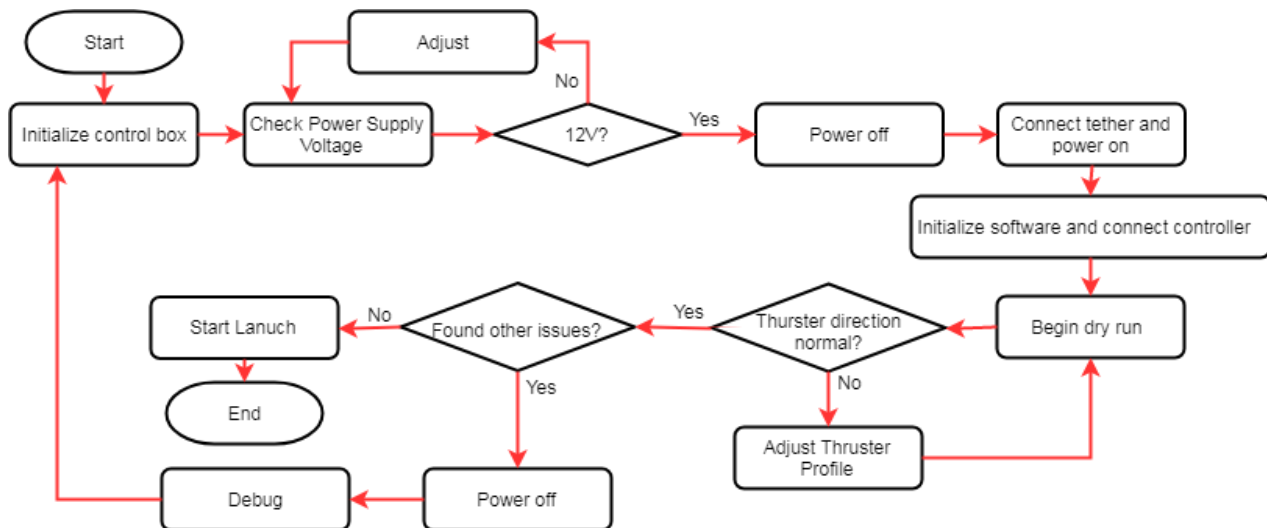 Start
Adjust
No
Initialize control box
Check Power Supply
Voltage
12V?
Yes
Power off
Connect tether and
power on
Initialize software and connect controller
Begin dry run
Thurster direction
normal?
Yes
No
Adjust Thruster
Profile
Found other issues?
No
Yes
Start Lanuch
End
Power off
Debug